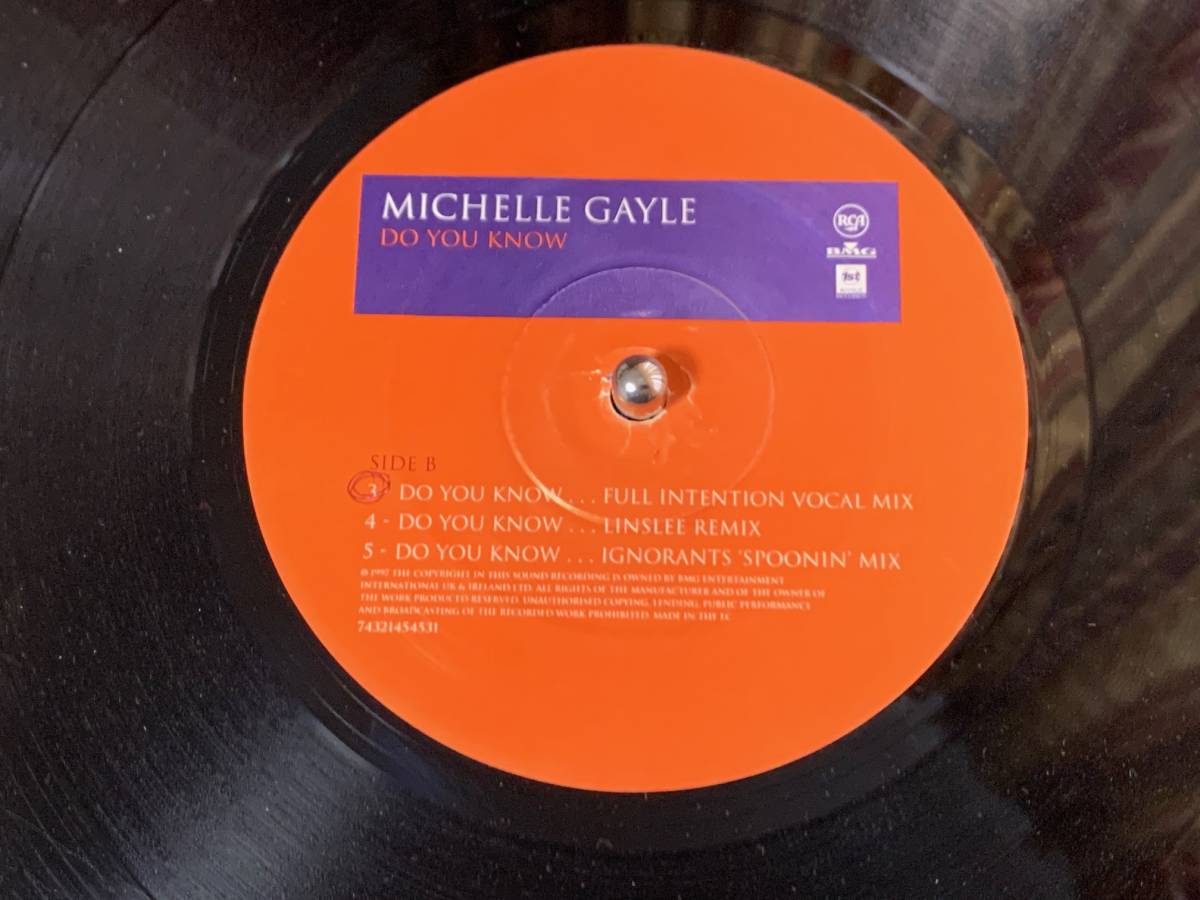 MICHELLE GAYLE
DO YOU KNOW
RCA
BMG
1st
SIDE B
3 - DO YOU KNOW . . . FULL INTENTION VOCAL MIX
4 - DO YOU KNOW . . . LINSLEE REMIX
5 - DO YOU KNOW . . . IGNORANTS 'SPOONIN' MIX
℗ 1997 THE COPYRIGHT IN THIS SOUND RECORDING IS OWNED BY BMG ENTERTAINMENT
INTERNATIONAL UK & IRELAND LTD. ALL RIGHTS OF THE MANUFACTURER AND OF THE OWNER OF
THE WORK PRODUCED RESERVED. UNAUTHORISED COPYING, LENDING, PUBLIC PERFORMANCE
AND BROADCASTING OF THE RECORDED WORK PROHIBITED. MADE IN THE EC
74321454531